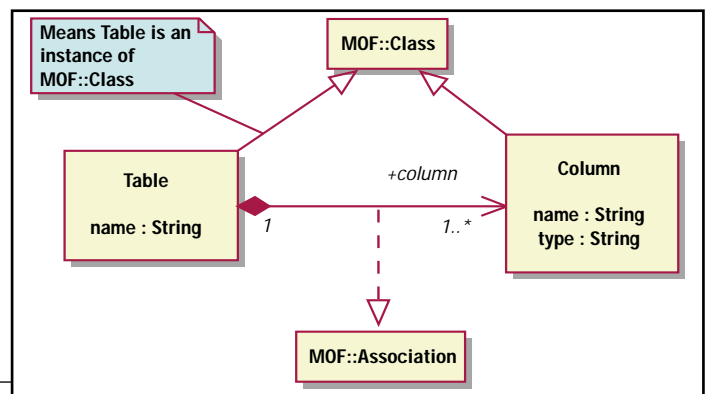 Means Table is an
instance of
MOF::Class
MOF::Class
Table
name : String
+column
1
1..*
Column
name : String
type : String
MOF::Association